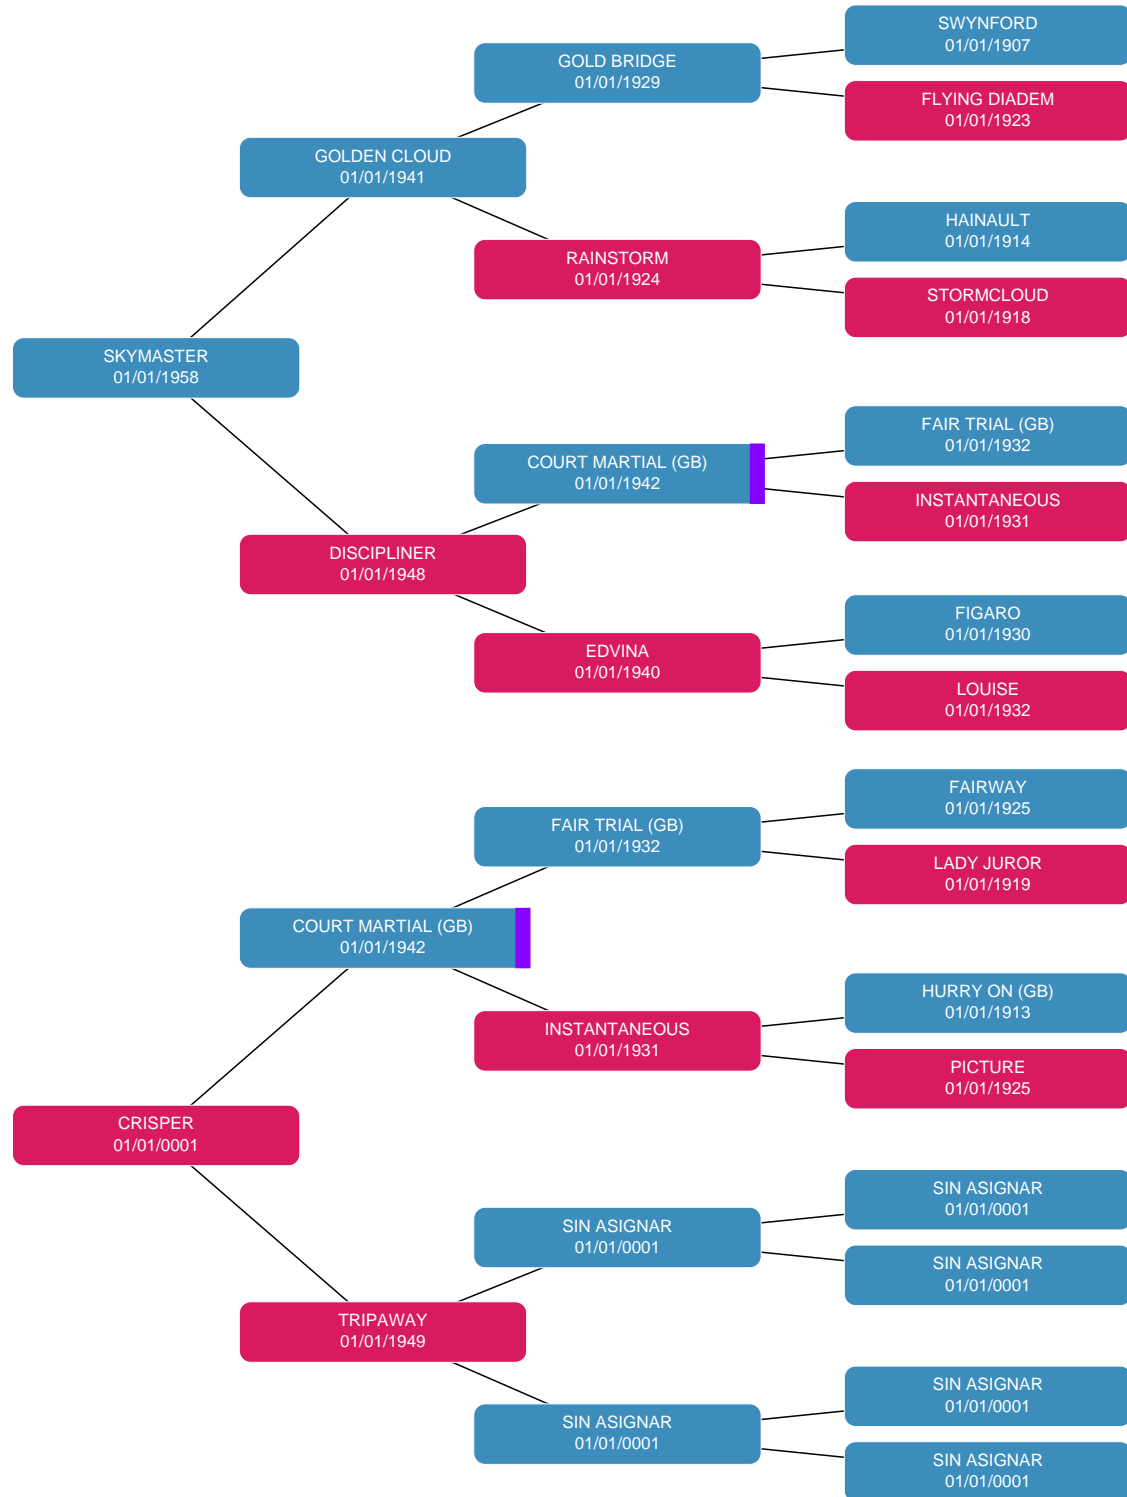 SWYNFORD
01/01/1907
GOLD BRIDGE
01/01/1929
FLYING DIADEM
01/01/1923
GOLDEN CLOUD
01/01/1941
HAINAULT
01/01/1914
RAINSTORM
01/01/1924
STORMCLOUD
01/01/1918
SKYMASTER
01/01/1958
FAIR TRIAL (GB)
01/01/1932
COURT MARTIAL (GB)
01/01/1942
INSTANTANEOUS
01/01/1931
DISCIPLINER
01/01/1948
FIGARO
01/01/1930
EDVINA
01/01/1940
LOUISE
01/01/1932
FAIRWAY
01/01/1925
FAIR TRIAL (GB)
01/01/1932
LADY JUROR
01/01/1919
COURT MARTIAL (GB)
01/01/1942
HURRY ON (GB)
01/01/1913
INSTANTANEOUS
01/01/1931
PICTURE
01/01/1925
CRISPER
01/01/0001
SIN ASIGNAR
01/01/0001
SIN ASIGNAR
01/01/0001
SIN ASIGNAR
01/01/0001
TRIPAWAY
01/01/1949
SIN ASIGNAR
01/01/0001
SIN ASIGNAR
01/01/0001
SIN ASIGNAR
01/01/0001